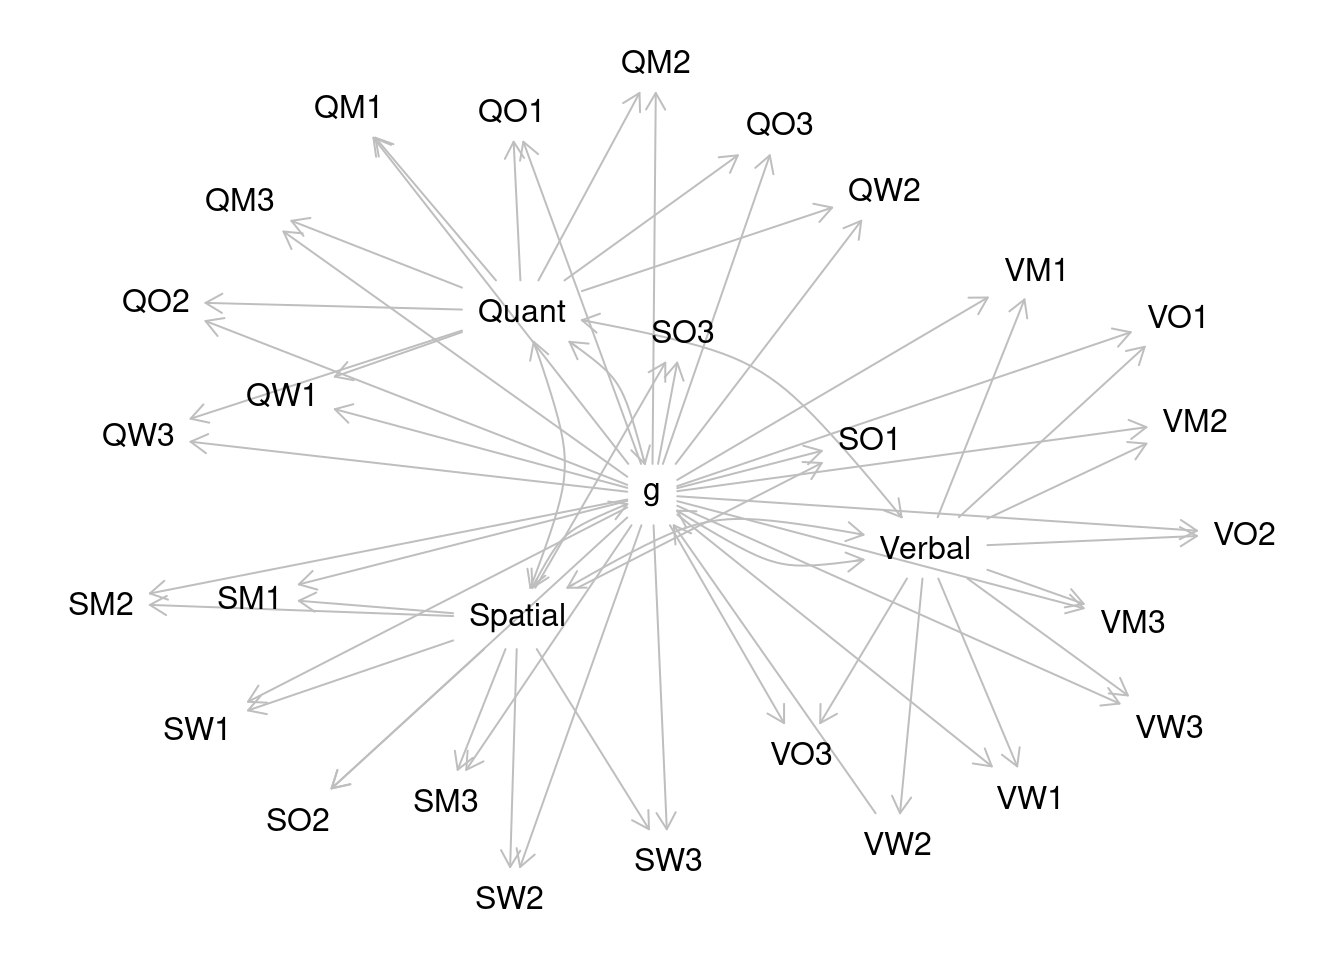 QM2
QM1
QO1
QO3
QM3
QW2
VM1
QO2
Quant
VO1
SO3
QW1
VM2
QW3
SO1
g
VO2
Verbal
SM2
SM1
Spatial
VM3
SW1
VW3
VO3
SM3
VW1
SO2
VW2
SW3
SW2